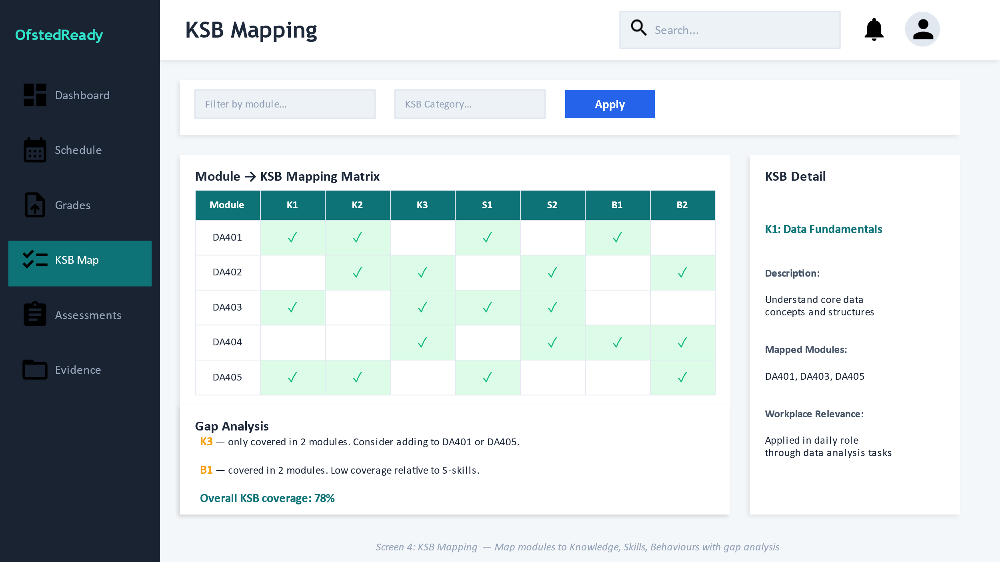 OfstedReady
Dashboard
Schedule
Grades
KSB Map
Assessments
Evidence
KSB Mapping
Search...
Filter by module...
KSB Category...
Apply
Module → KSB Mapping Matrix
Module K1 K2 K3 S1 S2 B1 B2
DA401 ✓ ✓ ✓ ✓
DA402 ✓ ✓ ✓ ✓
DA403 ✓ ✓ ✓ ✓
DA404 ✓ ✓ ✓ ✓
DA405 ✓ ✓ ✓ ✓
Gap Analysis
K3 — only covered in 2 modules. Consider adding to DA401 or DA405.
B1 — covered in 2 modules. Low coverage relative to S-skills.
Overall KSB coverage: 78%
KSB Detail
K1: Data Fundamentals
Description:
Understand core data
concepts and structures
Mapped Modules:
DA401, DA403, DA405
Workplace Relevance:
Applied in daily role
through data analysis tasks
Screen 4: KSB Mapping — Map modules to Knowledge, Skills, Behaviours with gap analysis